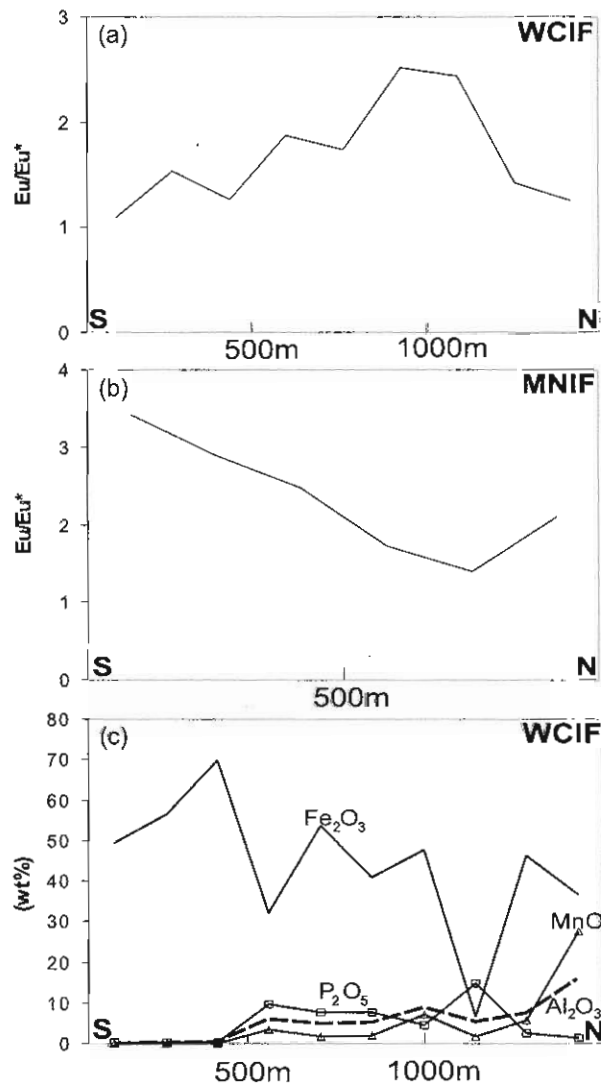 3
(a)
WCIF
2
Eu/Eu*
1
0
S
N
500m
1000m
4
(b)
MNIF
3
Eu/Eu*
2
1
0
S
N
500m
80
(c)
WCIF
70
60
Fe₂O₃
50
(wt%)
40
30
MnO
20
P₂O₅
10
Al₂O₃
0
S
N
500m
1000m